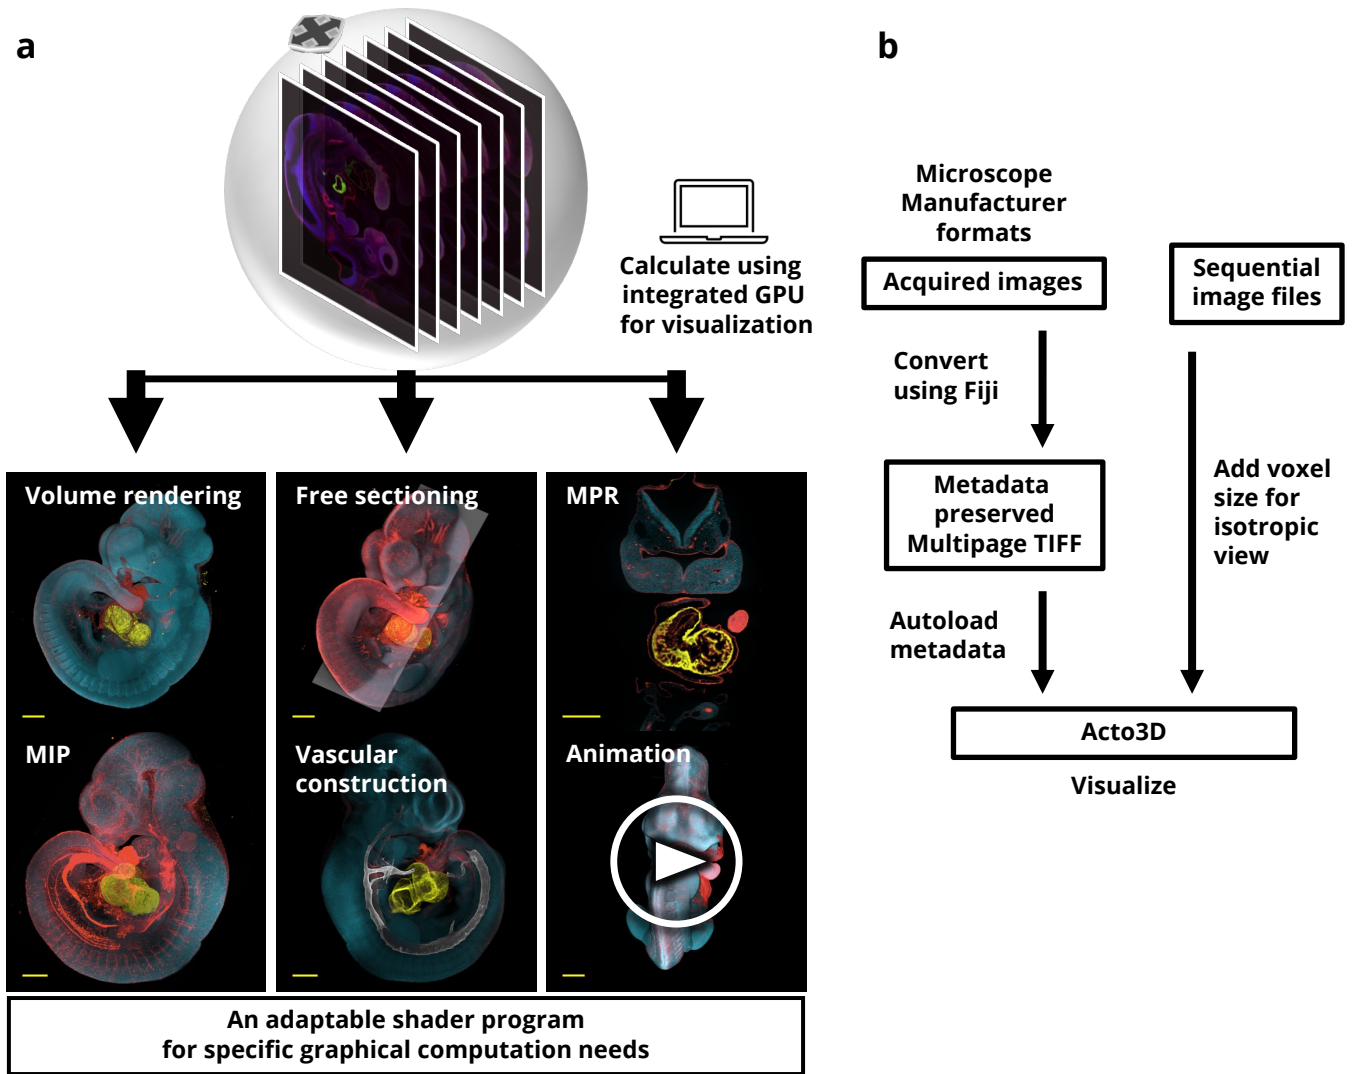 a
Calculate using
integrated GPU
for visualization
Volume rendering
Free sectioning
MPR
MIP
Vascular
construction
Animation
An adaptable shader program
for specific graphical computation needs
b
Microscope
Manufacturer
formats
Acquired images
Sequential
image files
Convert
using Fiji
Metadata
preserved
Multipage TIFF
Add voxel
size for
isotropic
view
Autoload
metadata
Acto3D
Visualize